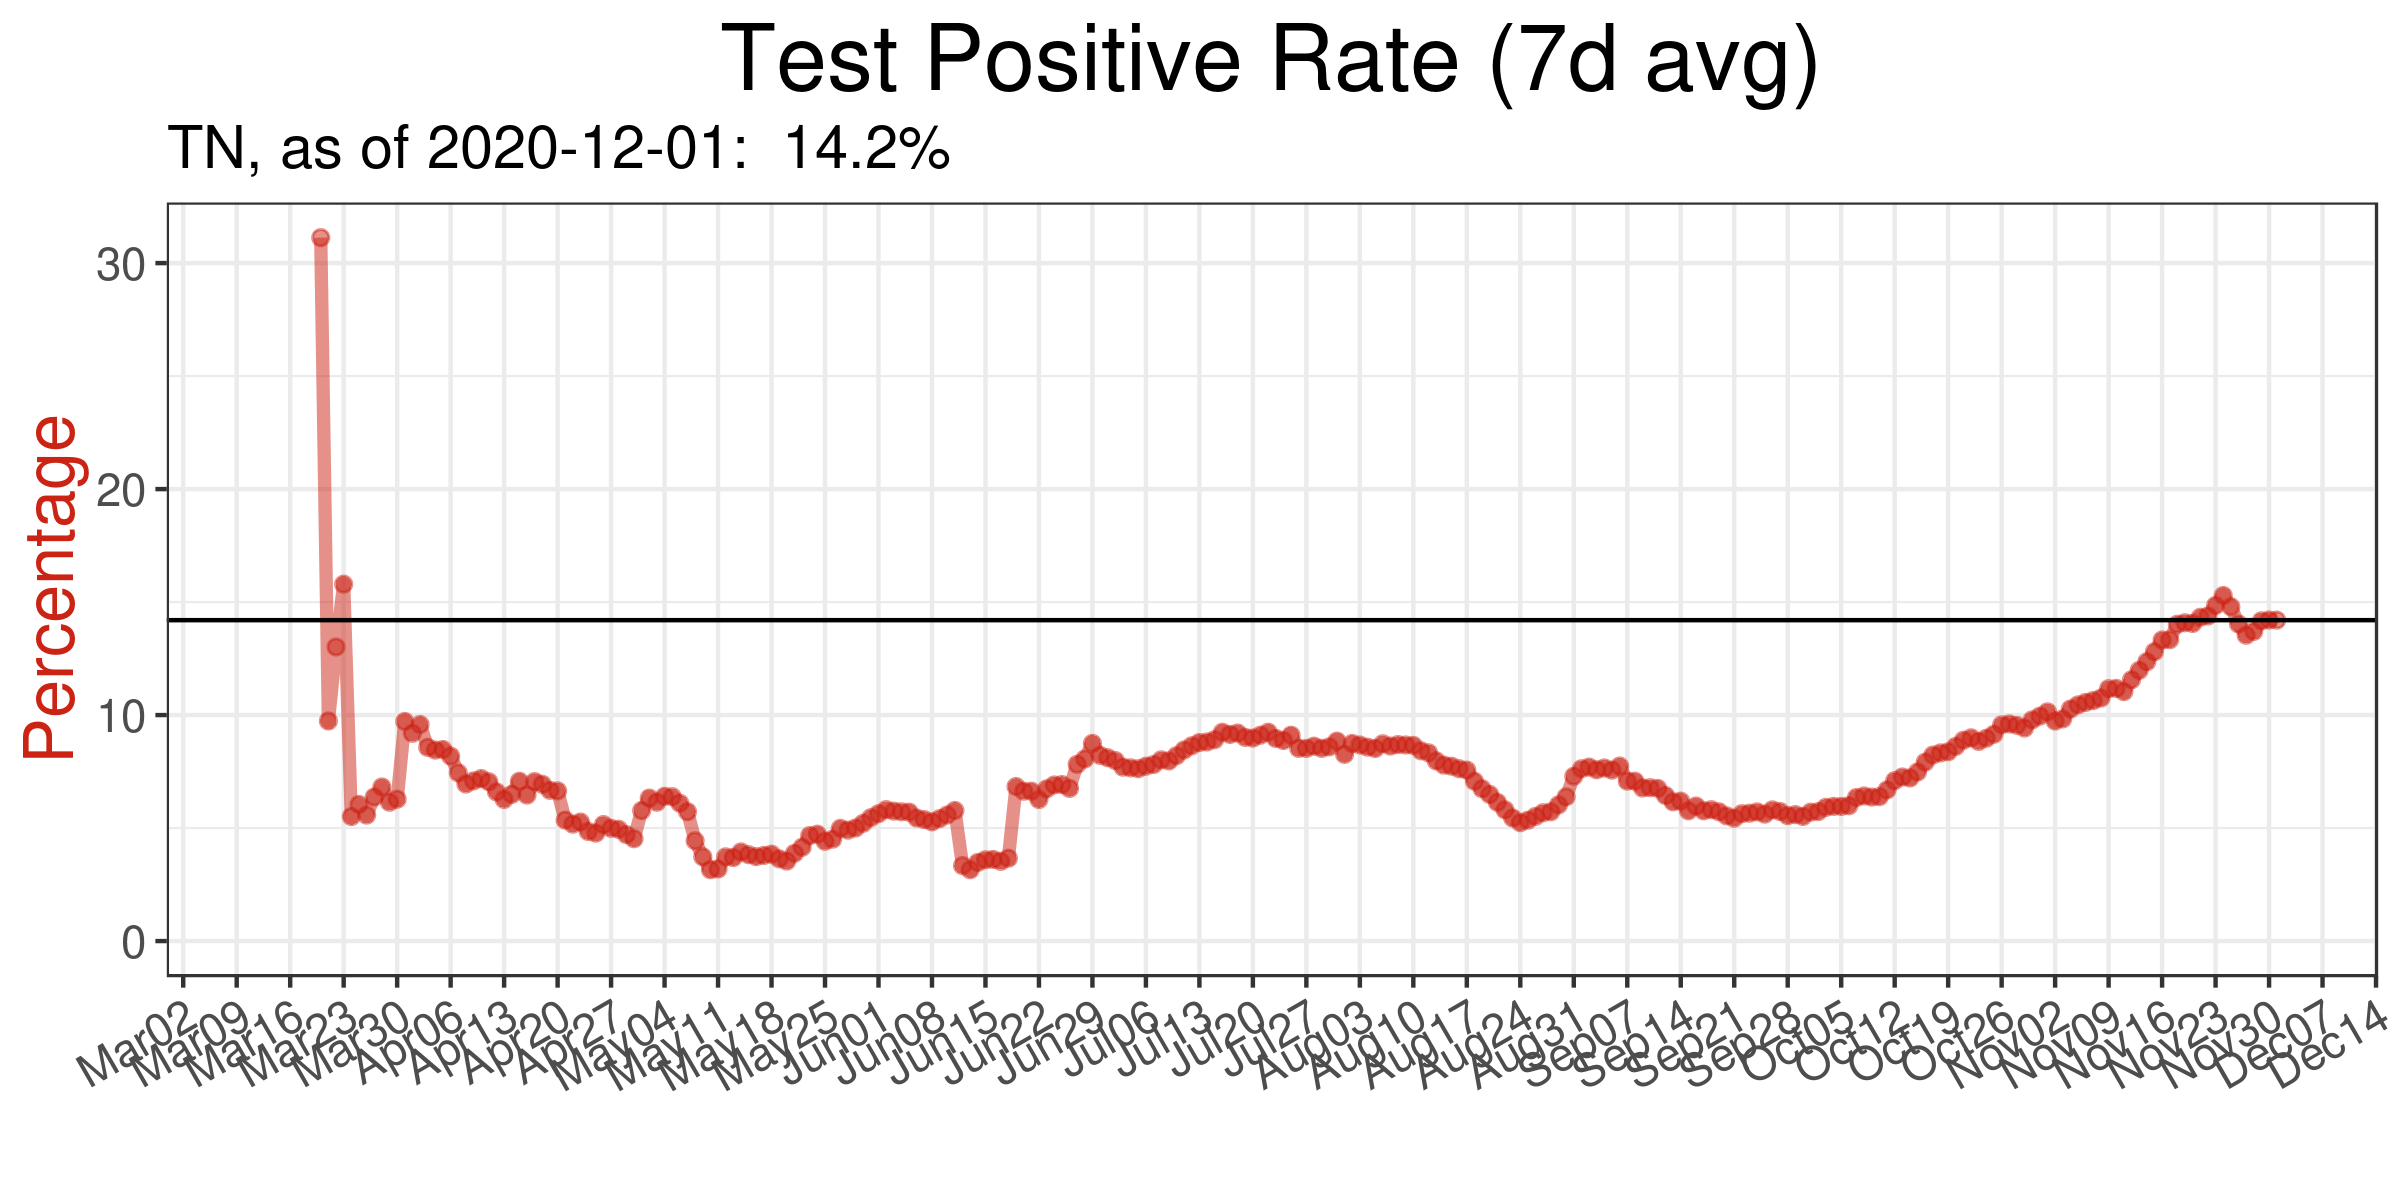 Test Positive Rate (7d avg)
TN, as of 2020-12-01:  14.2%
Percentage
30
20
10
0
Mar02
Mar09
Mar16
Mar23
Mar30
Apr06
Apr13
Apr20
Apr27
May04
May11
May18
May25
Jun01
Jun08
Jun15
Jun22
Jun29
Jul06
Jul13
Jul20
Jul27
Aug03
Aug10
Aug17
Aug24
Aug31
Sep07
Sep14
Sep21
Sep28
Oct05
Oct12
Oct19
Oct26
Nov02
Nov09
Nov16
Nov23
Nov30
Dec07
Dec14